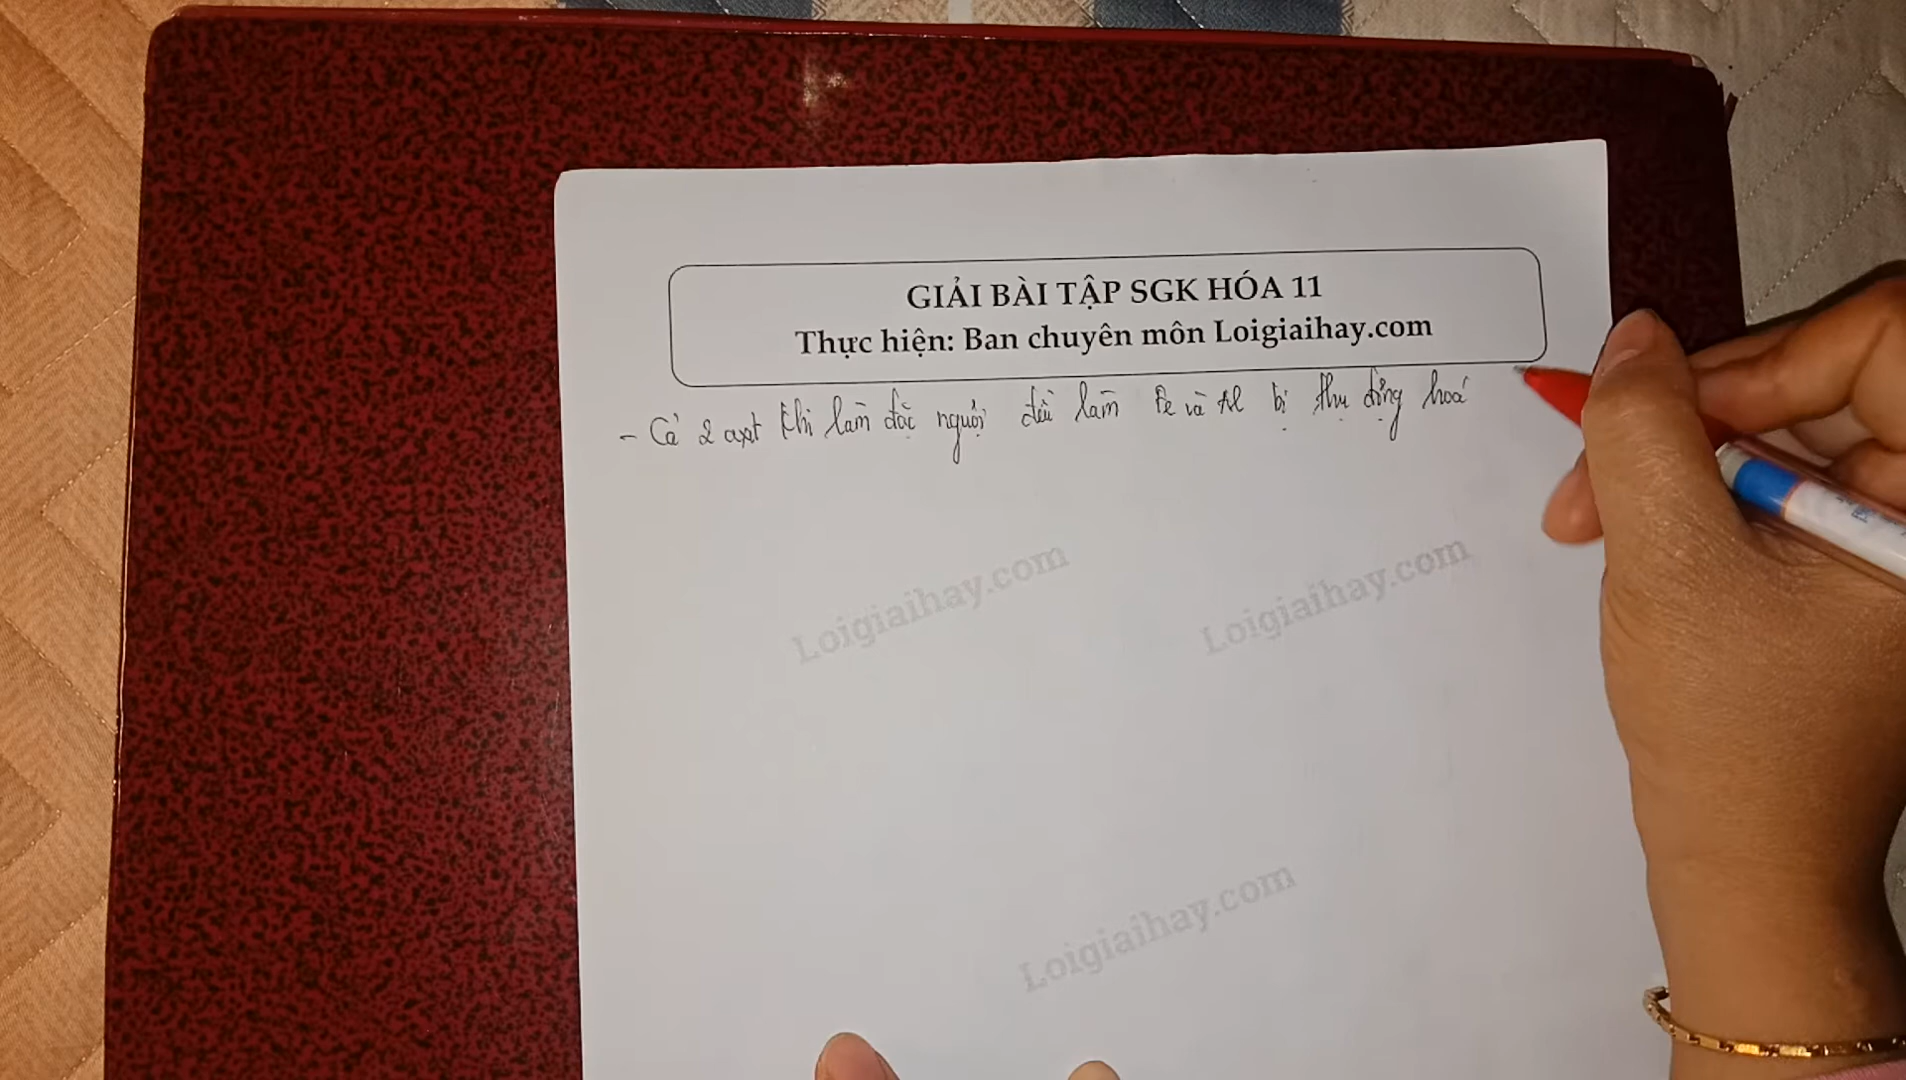 GIẢI BÀI TẬP SGK HÓA 11
Thực hiện: Ban chuyên môn Loigiaihay.com
- Cả 2 axit khi làm đặc nguội đều làm Fe và Al bị thụ động hoá
Loigiaihay.com
Loigiaihay.com
Loigiaihay.com